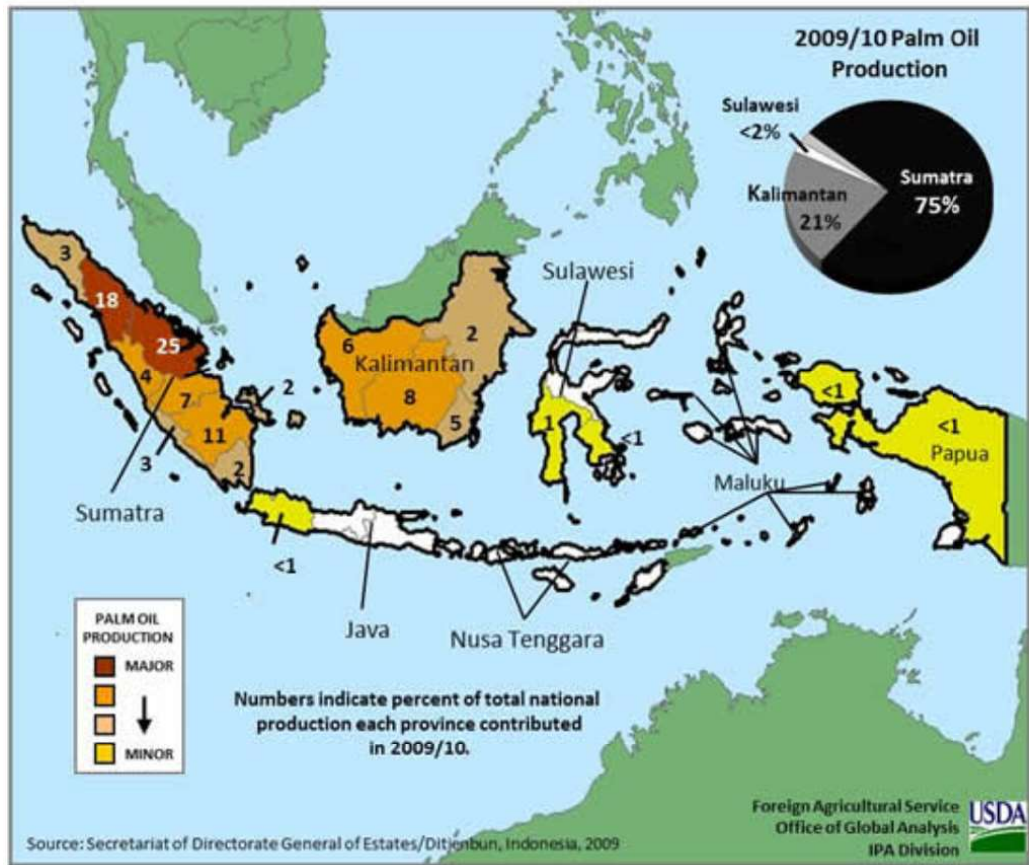 2009/10 Palm Oil
Production
Sulawesi
<2%
Sumatra
75%
Kalimantan
21%
3
18
25
4
7
2
11
3
2
Sumatra
6
Kalimantan
2
8
5
Sulawesi
1
<1
<1
<1
Papua
Maluku
<1
Java
Nusa Tenggara
PALM OIL
PRODUCTION
MAJOR
MINOR
Numbers indicate percent of total national
production each province contributed
in 2009/10.
Foreign Agricultural Service
Office of Global Analysis
IPA Division
USDA
Source: Secretariat of Directorate General of Estates/Ditjenbun, Indonesia, 2009